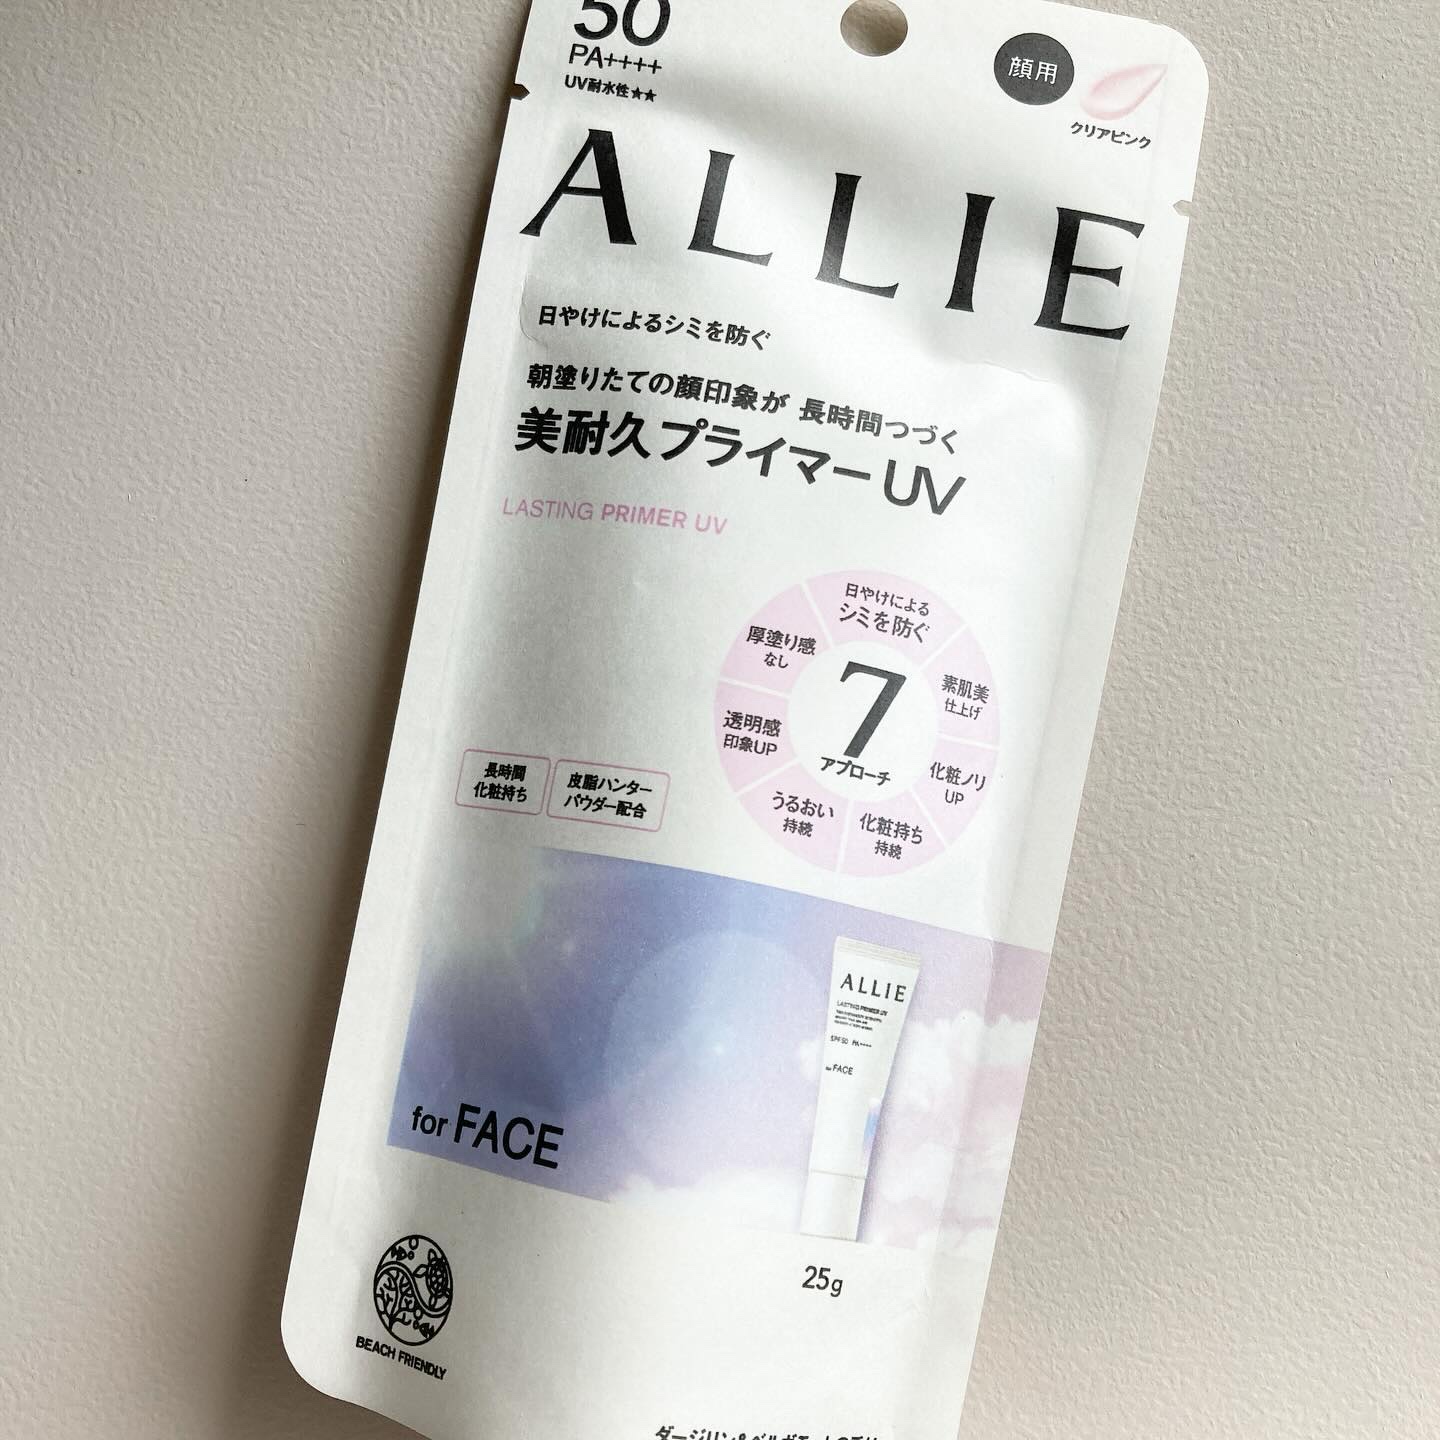 50
PA++++
UV耐水性★★
顔用
クリアピンク
ALLIE
日やけによるシミを防ぐ
朝塗りたての顔印象が 長時間つづく
美耐久プライマーUV
LASTING PRIMER UV
日やけによる
シミを防ぐ
素肌美
仕上げ
化粧ノリ
UP
化粧持ち
持続
うるおい
持続
透明感
印象UP
厚塗り感
なし
7
アプローチ
長時間
化粧持ち
皮脂ハンター
パウダー配合
ALLIE
LASTING PRIMER UV
SPF50 PA++++
for FACE
for FACE
25g
BEACH FRIENDLY